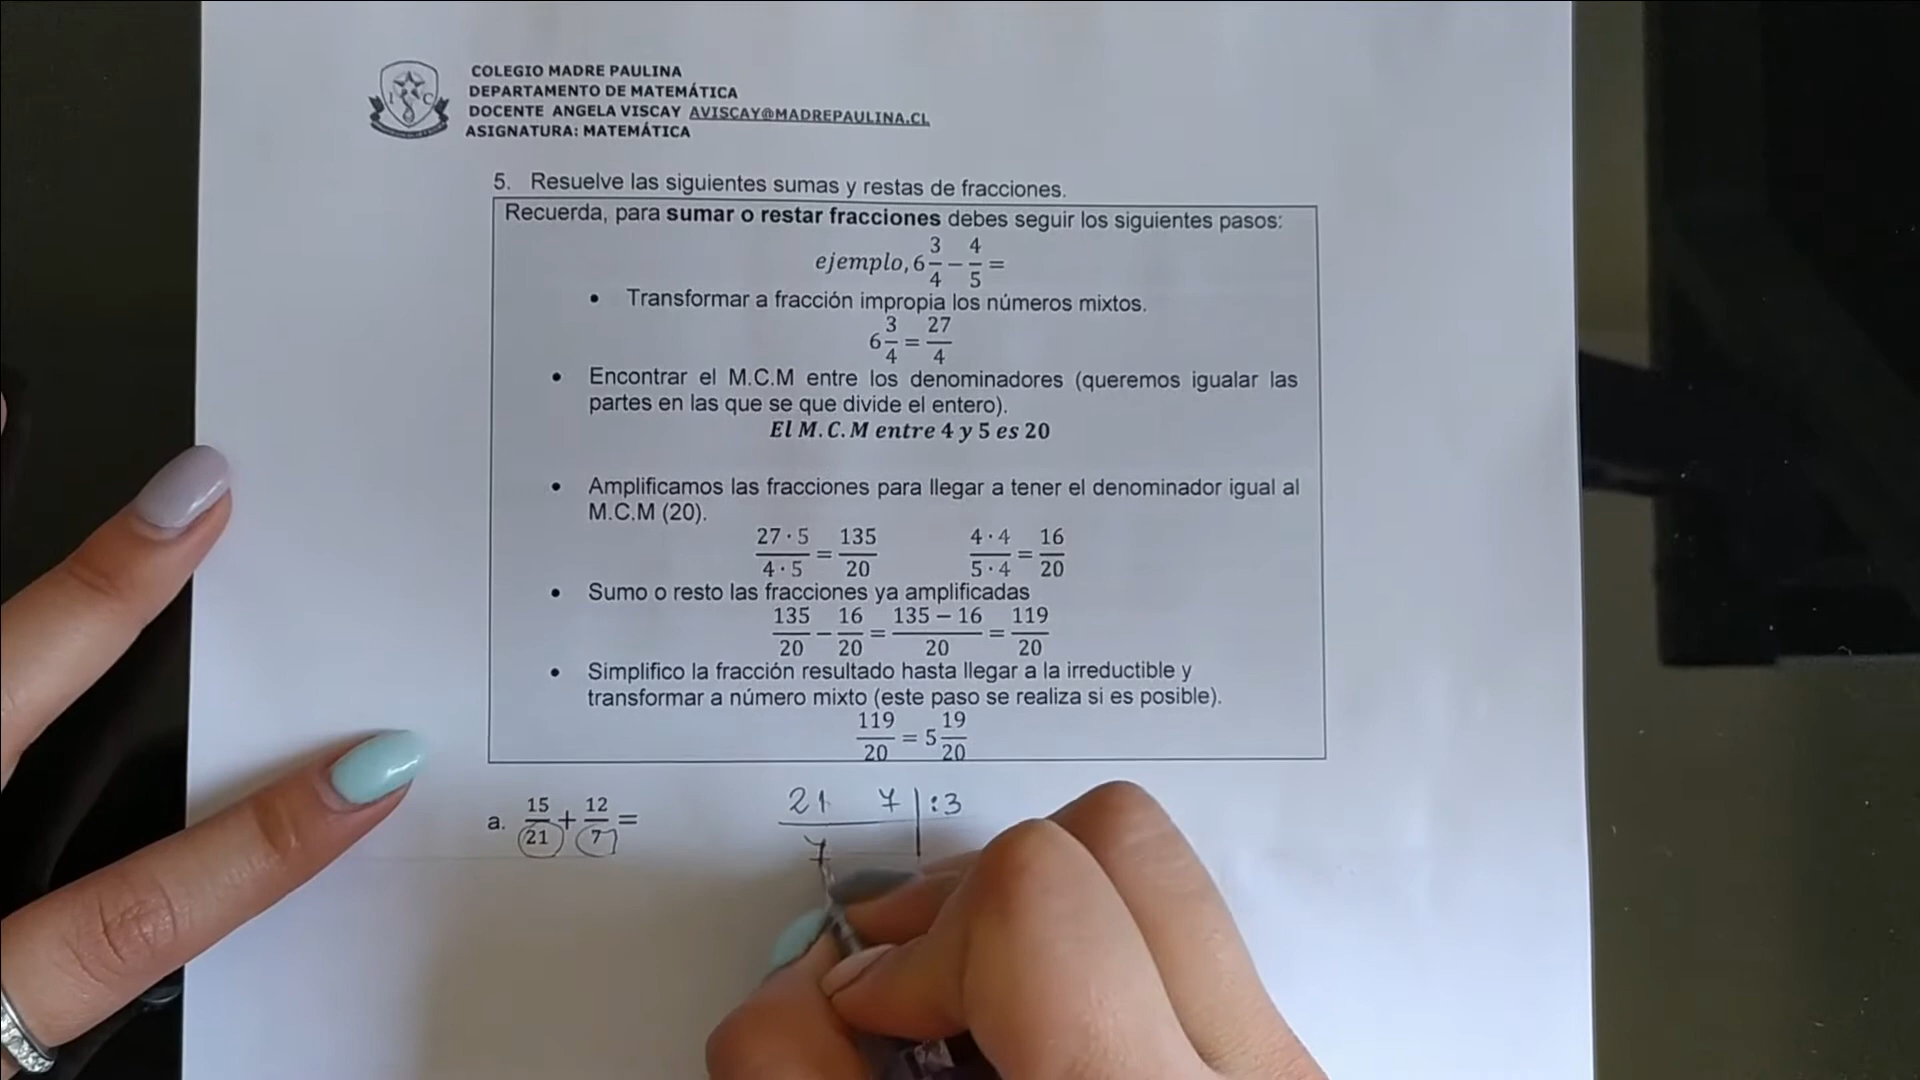 COLEGIO MADRE PAULINA
DEPARTAMENTO DE MATEMÁTICA
DOCENTE ANGELA VISCAY AVISCAY@MADREPAULINA.CL
ASIGNATURA: MATEMÁTICA
I C
5. Resuelve las siguientes sumas y restas de fracciones.
Recuerda, para sumar o restar fracciones debes seguir los siguientes pasos:
ejemplo, 6 3/4 − 4/5 =
• Transformar a fracción impropia los números mixtos.
6 3/4 = 27/4
• Encontrar el M.C.M entre los denominadores (queremos igualar las
partes en las que se que divide el entero).
El M.C.M entre 4 y 5 es 20
• Amplificamos las fracciones para llegar a tener el denominador igual al
M.C.M (20).
27·5/4·5 = 135/20 4·4/5·4 = 16/20
• Sumo o resto las fracciones ya amplificadas
135/20 − 16/20 = 135 − 16/20 = 119/20
• Simplifico la fracción resultado hasta llegar a la irreductible y
transformar a número mixto (este paso se realiza si es posible).
119/20 = 5 19/20
a. 15/21 + 12/7 =
21 7 | :3
7